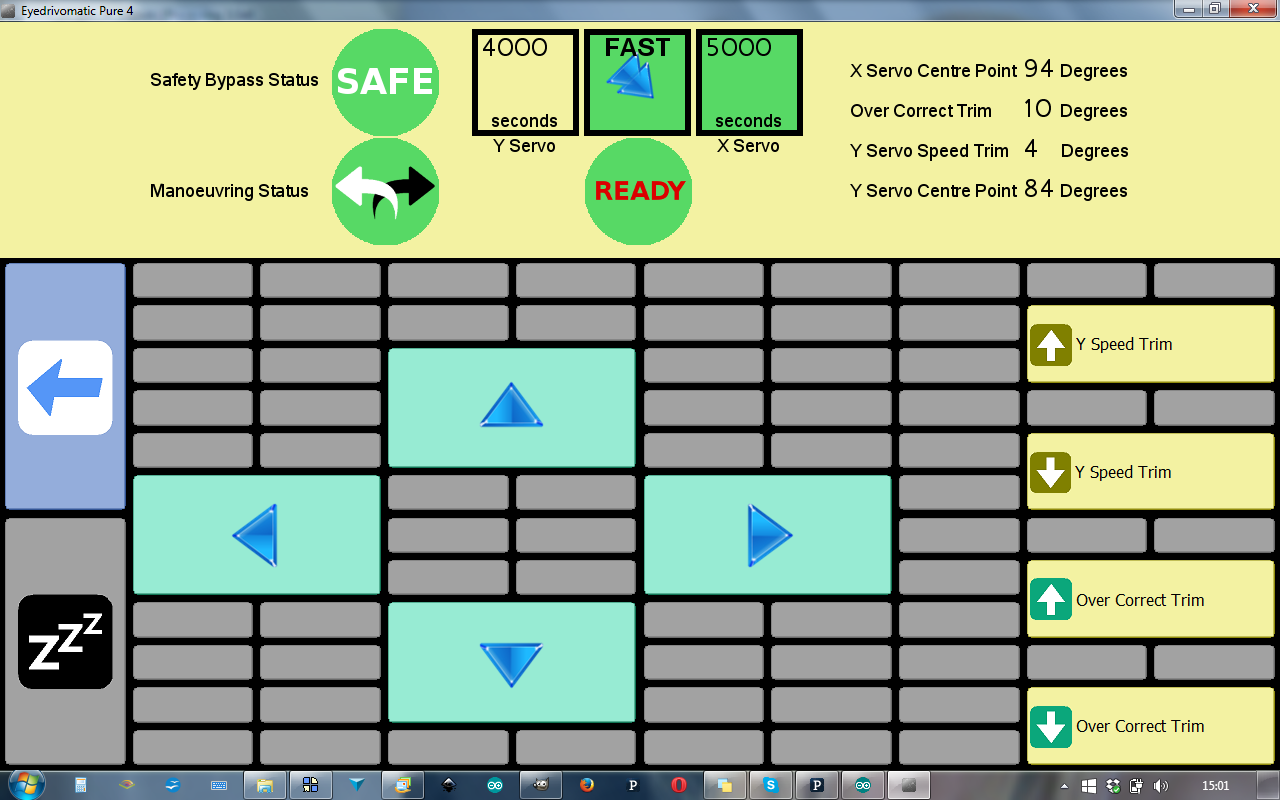 Eyedrivomatic Pure 4
Safety Bypass Status
SAFE
4000
seconds
Y Servo
FAST
5000
seconds
X Servo
Manoeuvring Status
READY
X Servo Centre Point 94 Degrees
Over Correct Trim 10 Degrees
Y Servo Speed Trim 4 Degrees
Y Servo Centre Point 84 Degrees
Y Speed Trim
Y Speed Trim
zzz
Over Correct Trim
Over Correct Trim
P
S
P
15:01